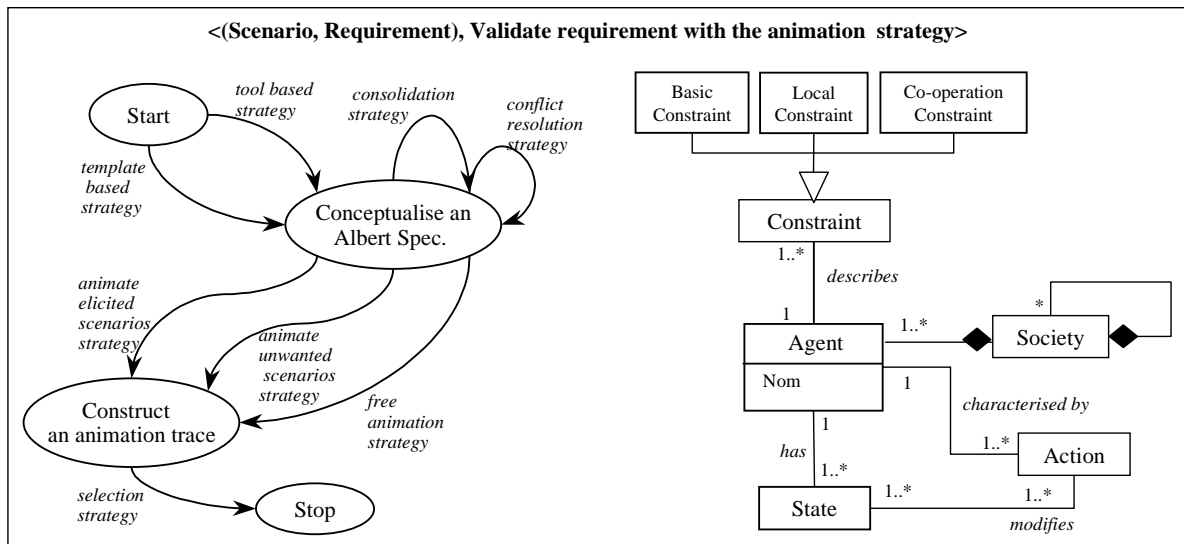 <(Scenario, Requirement), Validate requirement with the animation strategy>
Start
tool based
strategy
consolidation
strategy
conflict
resolution
strategy
template
based
strategy
Conceptualise an
Albert Spec.
animate
elicited
scenarios
strategy
animate
unwanted
scenarios
strategy
free
animation
strategy
Construct
an animation trace
selection
strategy
Stop
Basic
Constraint
Local
Constraint
Co-operation
Constraint
Constraint
1..*
describes
1
Agent
Nom
1..*
*
Society
1
characterised by
1..*
Action
1
has
1..*
State
1..*
1..*
modifies